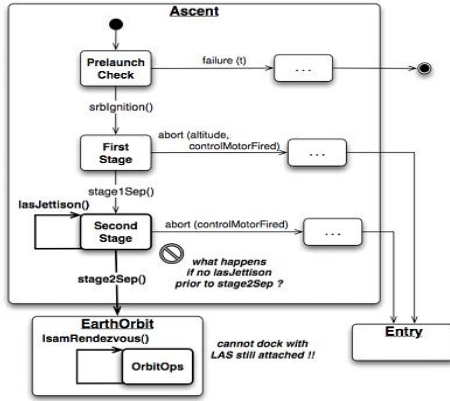 Ascent
Prelaunch
Check
failure (t)
...
srbIgnition()
abort (altitude,
controlMotorFired)
First
Stage
...
stage1Sep()
lasJettison()
Second
Stage
abort (controlMotorFired)
...
what happens
if no lasJettison
prior to stage2Sep ?
stage2Sep()
EarthOrbit
lsamRendezvous()
OrbitOps
cannot dock with
LAS still attached !!
Entry